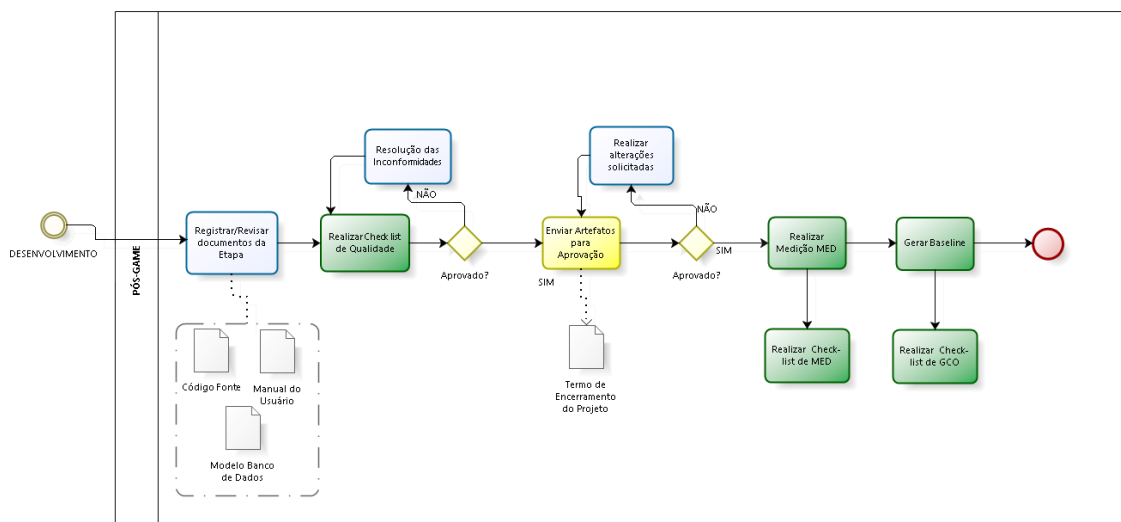 DESENVOLVIMENTO
PÓS-GAME
Registrar/Revisar
documentos da
Etapa
Código Fonte
Manual do
Usuário
Modelo Banco
de Dados
Realizar Check list
de Qualidade
Resolução das
Inconformidades
NÃO
Aprovado?
SIM
Enviar Artefatos
para
Aprovação
Realizar
alterações
solicitadas
NÃO
Aprovado?
SIM
Termo de
Encerramento
do Projeto
Realizar
Medição MED
Realizar Check-
list de MED
Gerar Baseline
Realizar Check-
list de GCO